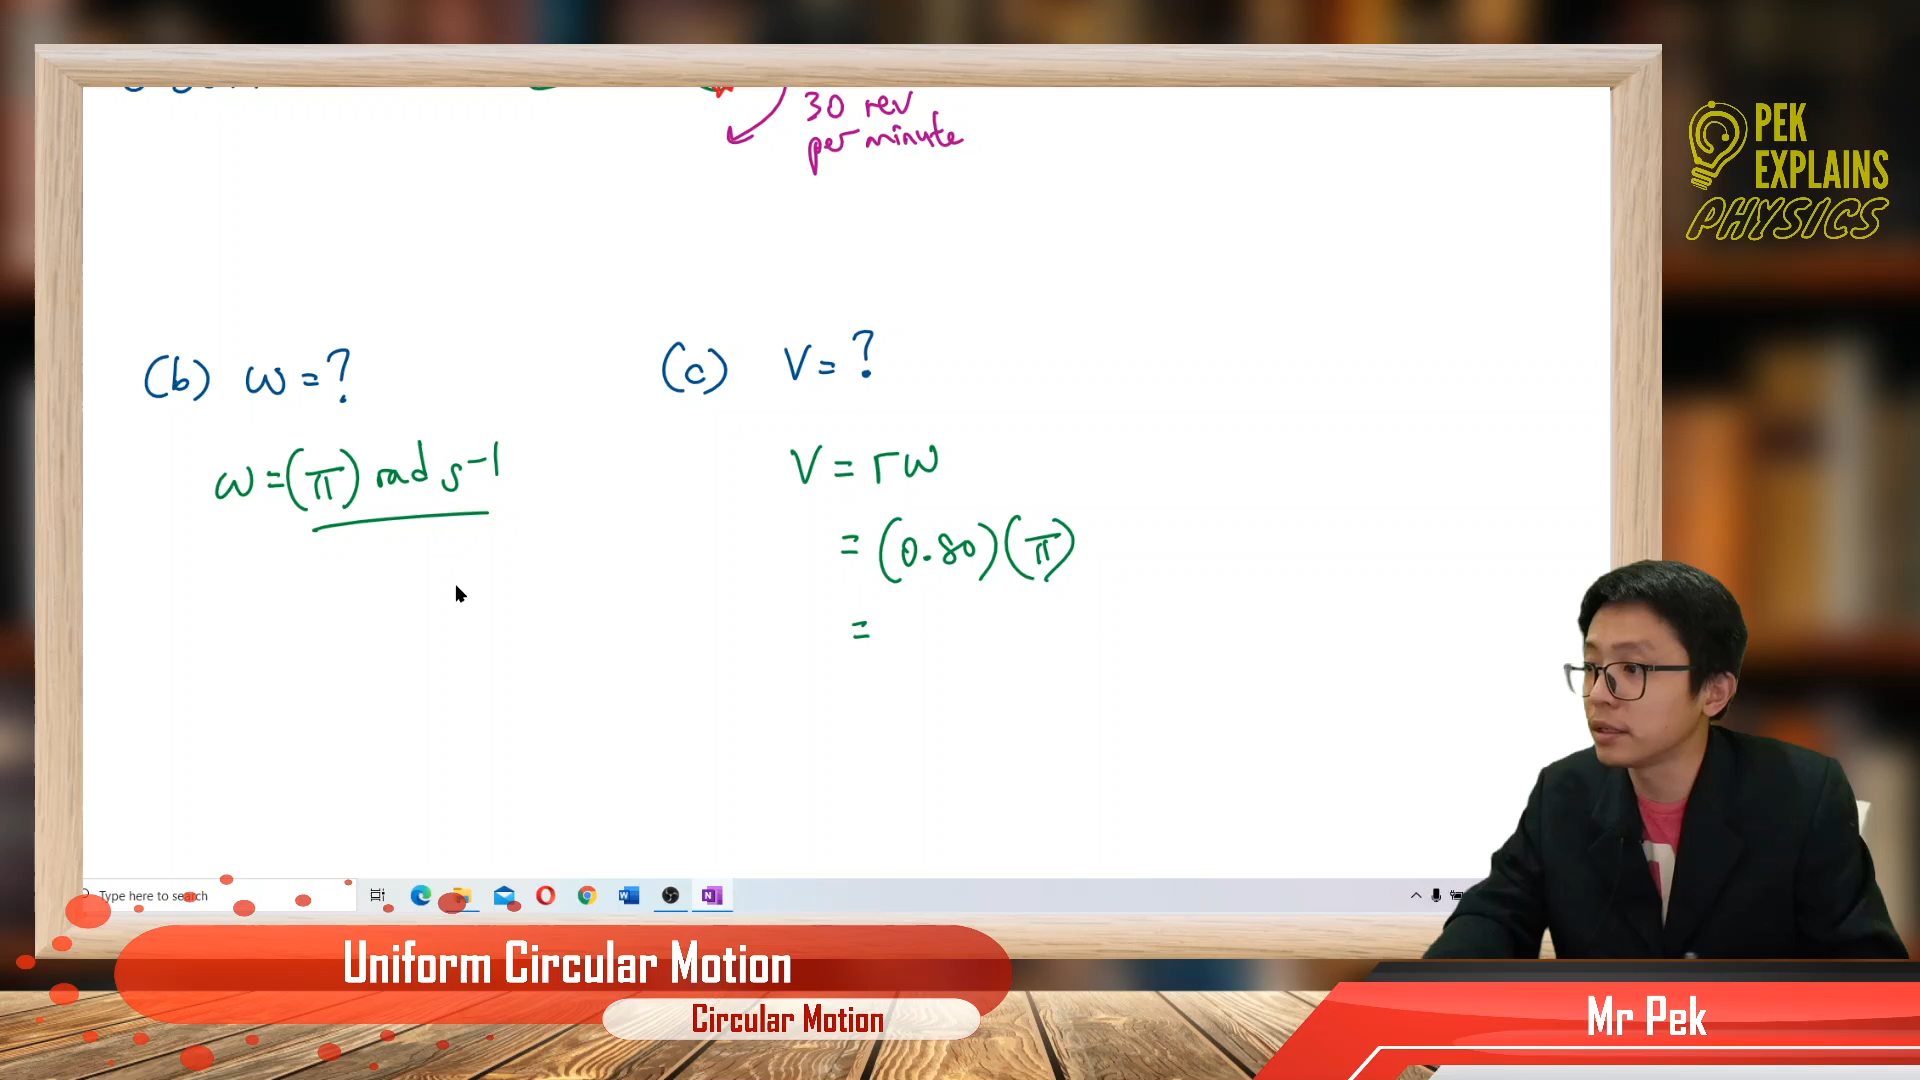 30 rev
per minute
PEK
EXPLAINS
PHYSICS
(b) ω = ?
(c) V = ?
ω = (π) rad s⁻¹
V = rω
= (0.80)(π)
=
Type here to search
Uniform Circular Motion
Circular Motion
Mr Pek